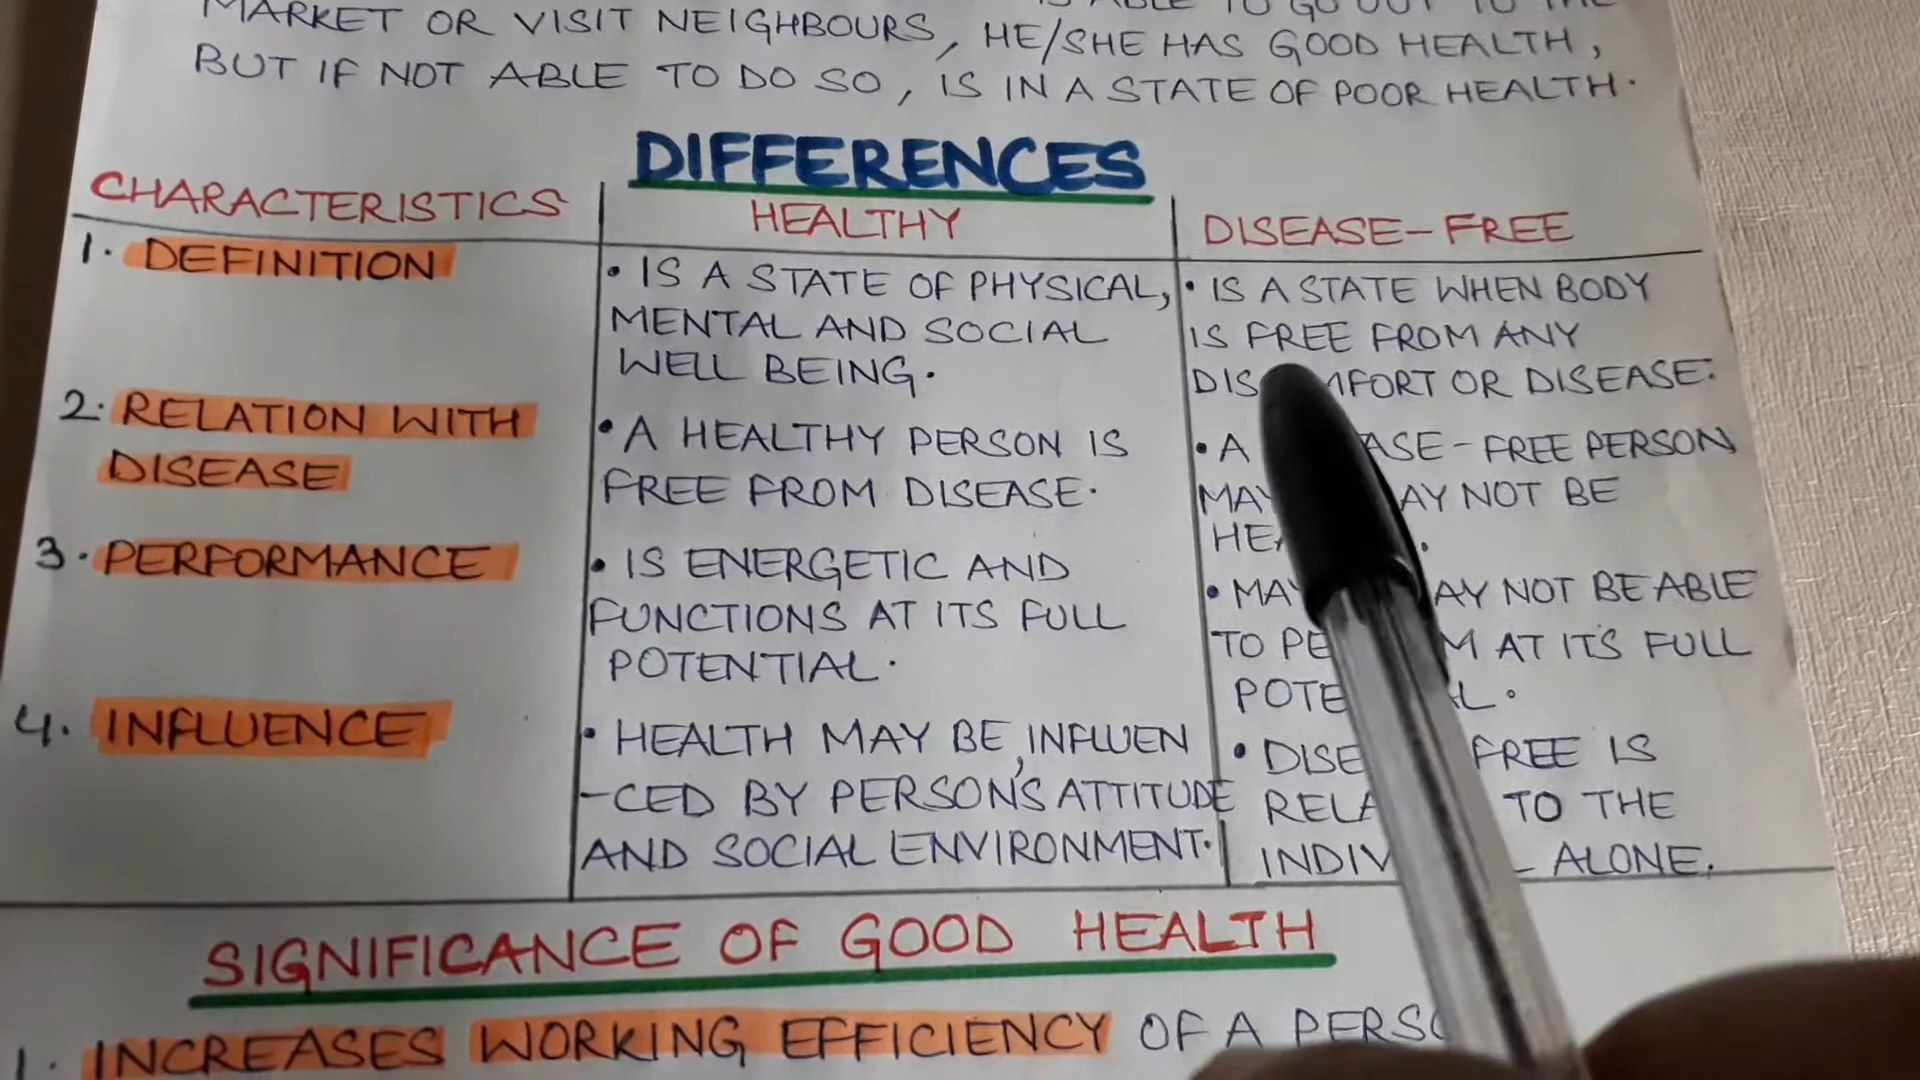 MARKET OR VISIT NEIGHBOURS, HE/SHE HAS GOOD HEALTH,
BUT IF NOT ABLE TO DO SO, IS IN A STATE OF POOR HEALTH.
DIFFERENCES
CHARACTERISTICS
HEALTHY
DISEASE-FREE
1. DEFINITION
• IS A STATE OF PHYSICAL,
MENTAL AND SOCIAL
WELL BEING.
• IS A STATE WHEN BODY
IS FREE FROM ANY
OR DISEASE.
2. RELATION WITH
DISEASE
• A HEALTHY PERSON IS
FREE FROM DISEASE.
• A FREE PERSON
MAY NOT BE
3. PERFORMANCE
• IS ENERGETIC AND
FUNCTIONS AT ITS FULL
POTENTIAL.
• MAY NOT BE ABLE
TO AT IT'S FULL
4. INFLUENCE
• HEALTH MAY BE INFLUEN
-CED BY PERSON'S ATTITUDE
AND SOCIAL ENVIRONMENT.
• FREE IS
TO THE
ALONE.
SIGNIFICANCE OF GOOD HEALTH
1. INCREASES WORKING EFFICIENCY OF A